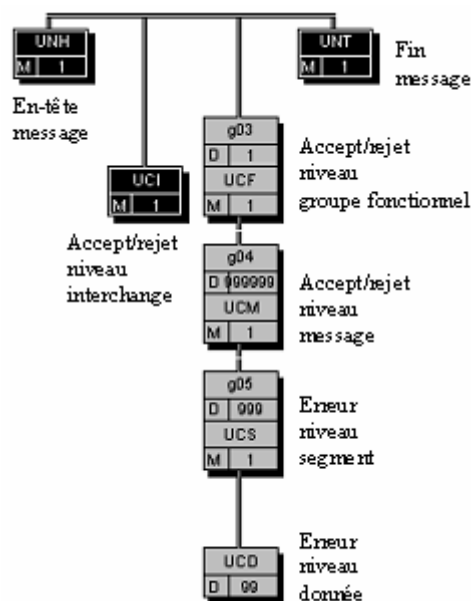 UNH
M 1
En-tête
message
UNT
M 1
Fin
message
UCI
M 1
Accept/rejet
niveau
interchange
g03
D 1
UCF
M 1
Accept/rejet
niveau
groupe fonctionnel
g04
D 999999
UCM
M 1
Accept/rejet
niveau
message
g05
D 999
UCS
M 1
Erreur
niveau
segment
UCD
D 99
Erreur
niveau
donnée